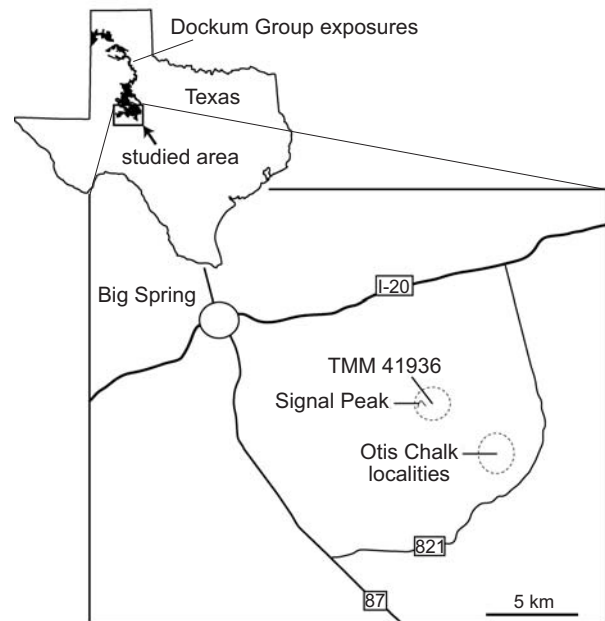 Dockum Group exposures
Texas
studied area
Big Spring
I-20
TMM 41936
Signal Peak
Otis Chalk
localities
821
87
5 km